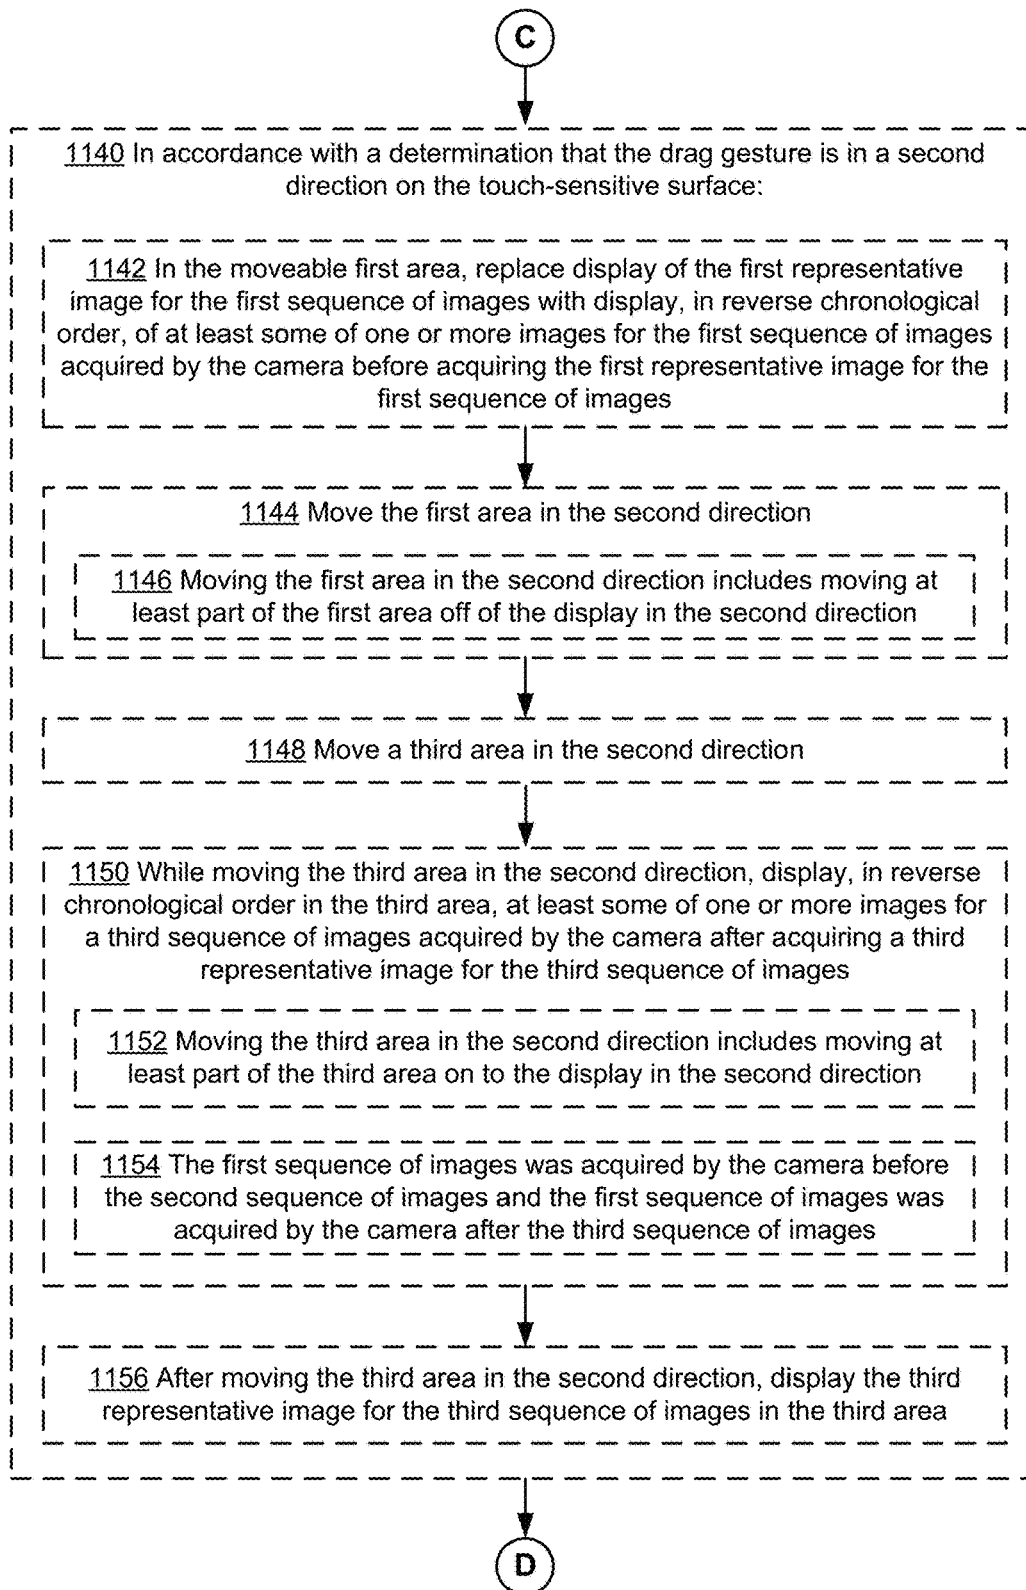 C
1140 In accordance with a determination that the drag gesture is in a second
direction on the touch-sensitive surface:
1142 In the moveable first area, replace display of the first representative
image for the first sequence of images with display, in reverse chronological
order, of at least some of one or more images for the first sequence of images
acquired by the camera before acquiring the first representative image for the
first sequence of images
1144 Move the first area in the second direction
1146 Moving the first area in the second direction includes moving at
least part of the first area off of the display in the second direction
1148 Move a third area in the second direction
1150 While moving the third area in the second direction, display, in reverse
chronological order in the third area, at least some of one or more images for
a third sequence of images acquired by the camera after acquiring a third
representative image for the third sequence of images
1152 Moving the third area in the second direction includes moving at
least part of the third area on to the display in the second direction
1154 The first sequence of images was acquired by the camera before
the second sequence of images and the first sequence of images was
acquired by the camera after the third sequence of images
1156 After moving the third area in the second direction, display the third
representative image for the third sequence of images in the third area
D